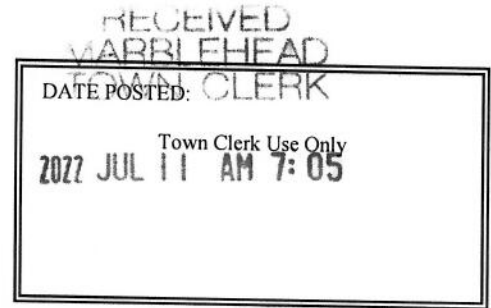 RECEIVED
MARBLEHEAD
TOWN CLERK
DATE POSTED:
Town Clerk Use Only
2022 JUL 11 AM 7:05